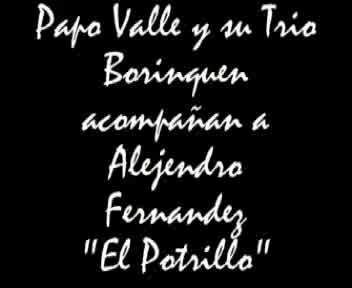 Papo Valle y su Trio
Borinquen
acompañan a
Alejendro
Fernandez
"El Potrillo"